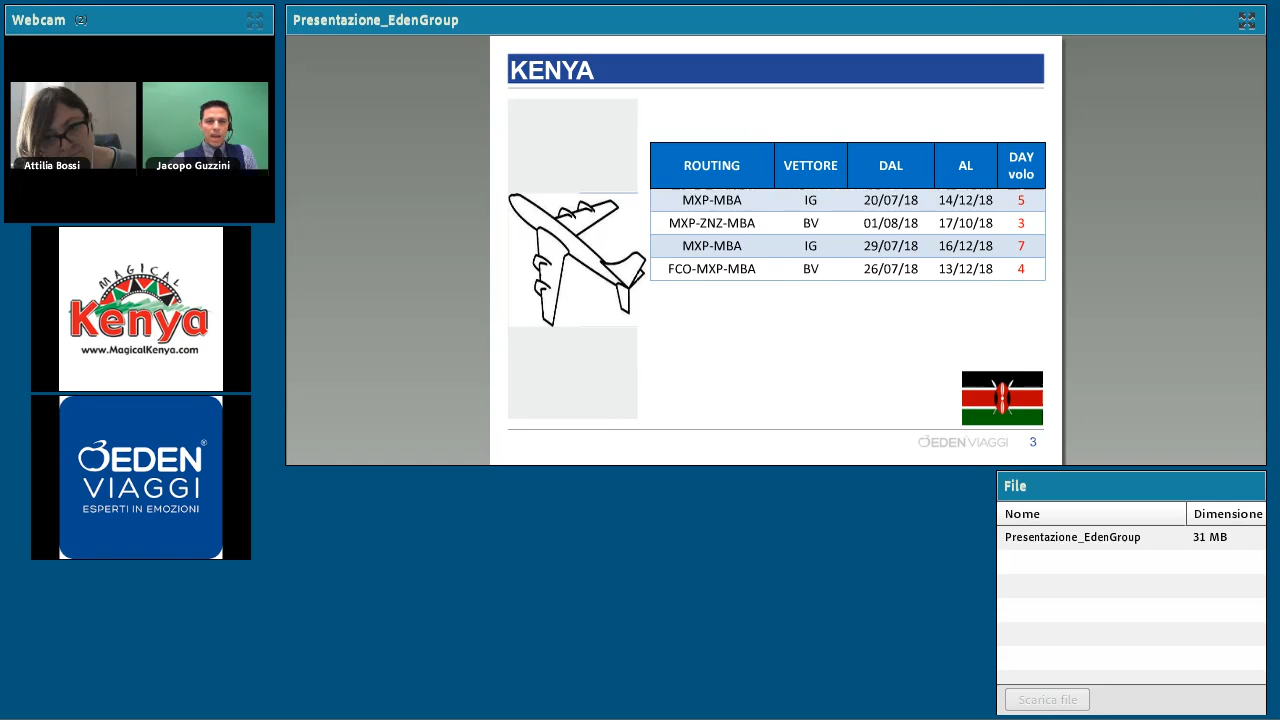 Webcam (2)
Attilia Bossi
Jacopo Guzzini
MAGICAL
Kenya
www.MagicalKenya.com
EDEN®
VIAGGI
ESPERTI IN EMOZIONI
Presentazione_EdenGroup
KENYA
ROUTING VETTORE DAL AL DAY volo
MXP-MBA IG 20/07/18 14/12/18 5
MXP-ZNZ-MBA BV 01/08/18 17/10/18 3
MXP-MBA IG 29/07/18 16/12/18 7
FCO-MXP-MBA BV 26/07/18 13/12/18 4
EDEN VIAGGI 3
File
Nome Dimensione
Presentazione_EdenGroup 31 MB
Scarica file